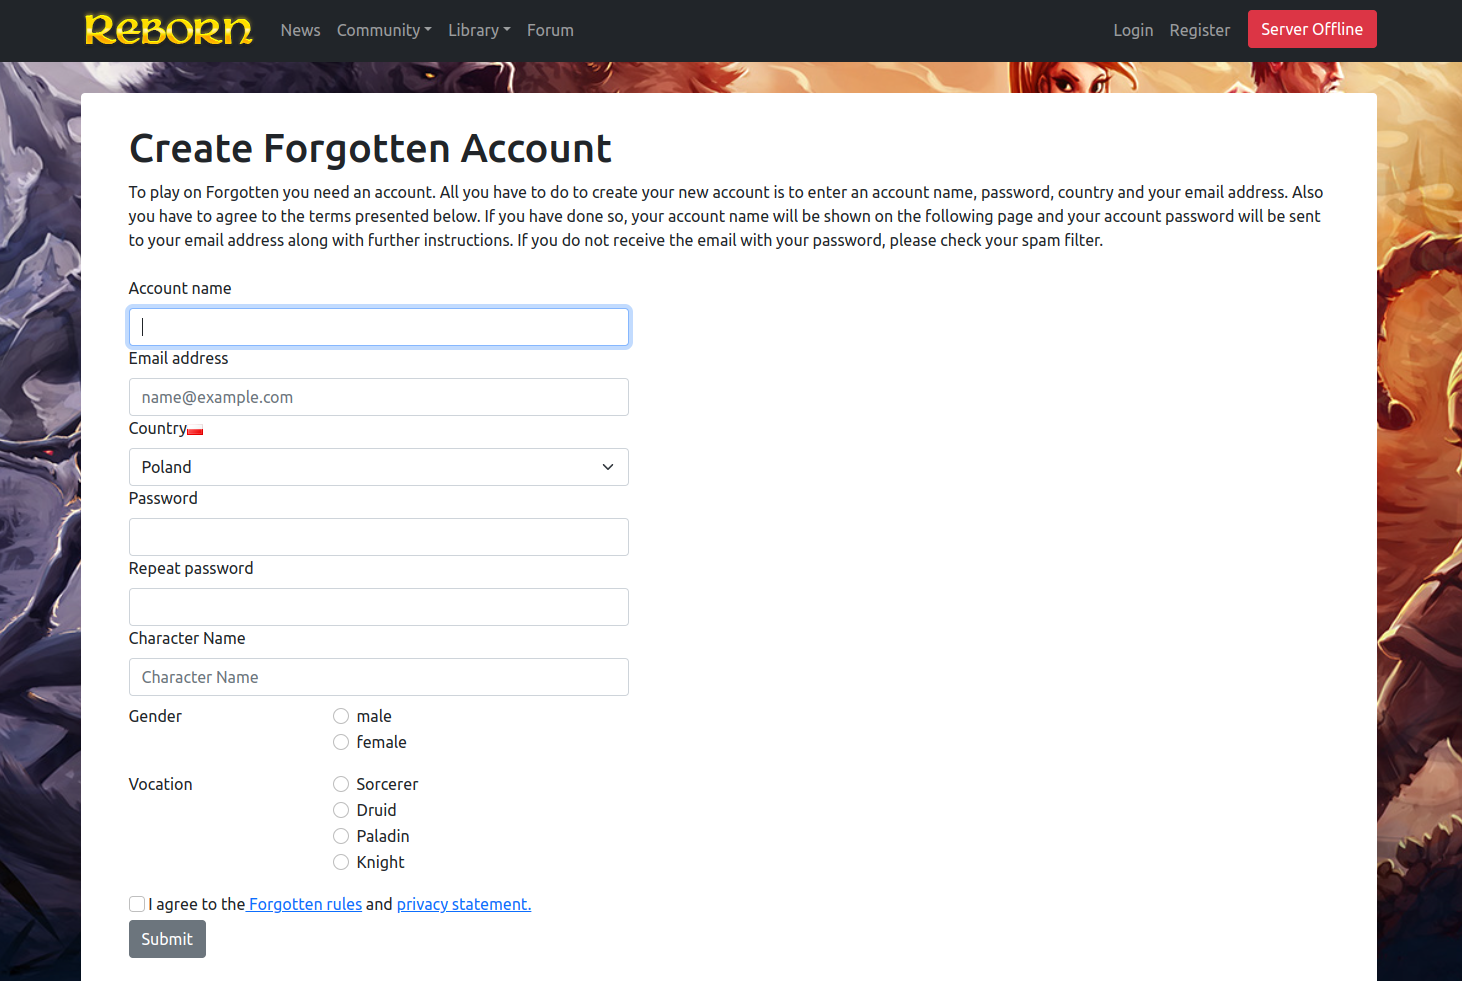 Reborn News Community Library Forum Login Register Server Offline
Create Forgotten Account
To play on Forgotten you need an account. All you have to do to create your new account is to enter an account name, password, country and your email address. Also
you have to agree to the terms presented below. If you have done so, your account name will be shown on the following page and your account password will be sent
to your email address along with further instructions. If you do not receive the email with your password, please check your spam filter.
Account name
Email address
name@example.com
Country
Poland
Password
Repeat password
Character Name
Character Name
Gender male
female
Vocation Sorcerer
Druid
Paladin
Knight
I agree to the Forgotten rules and privacy statement.
Submit